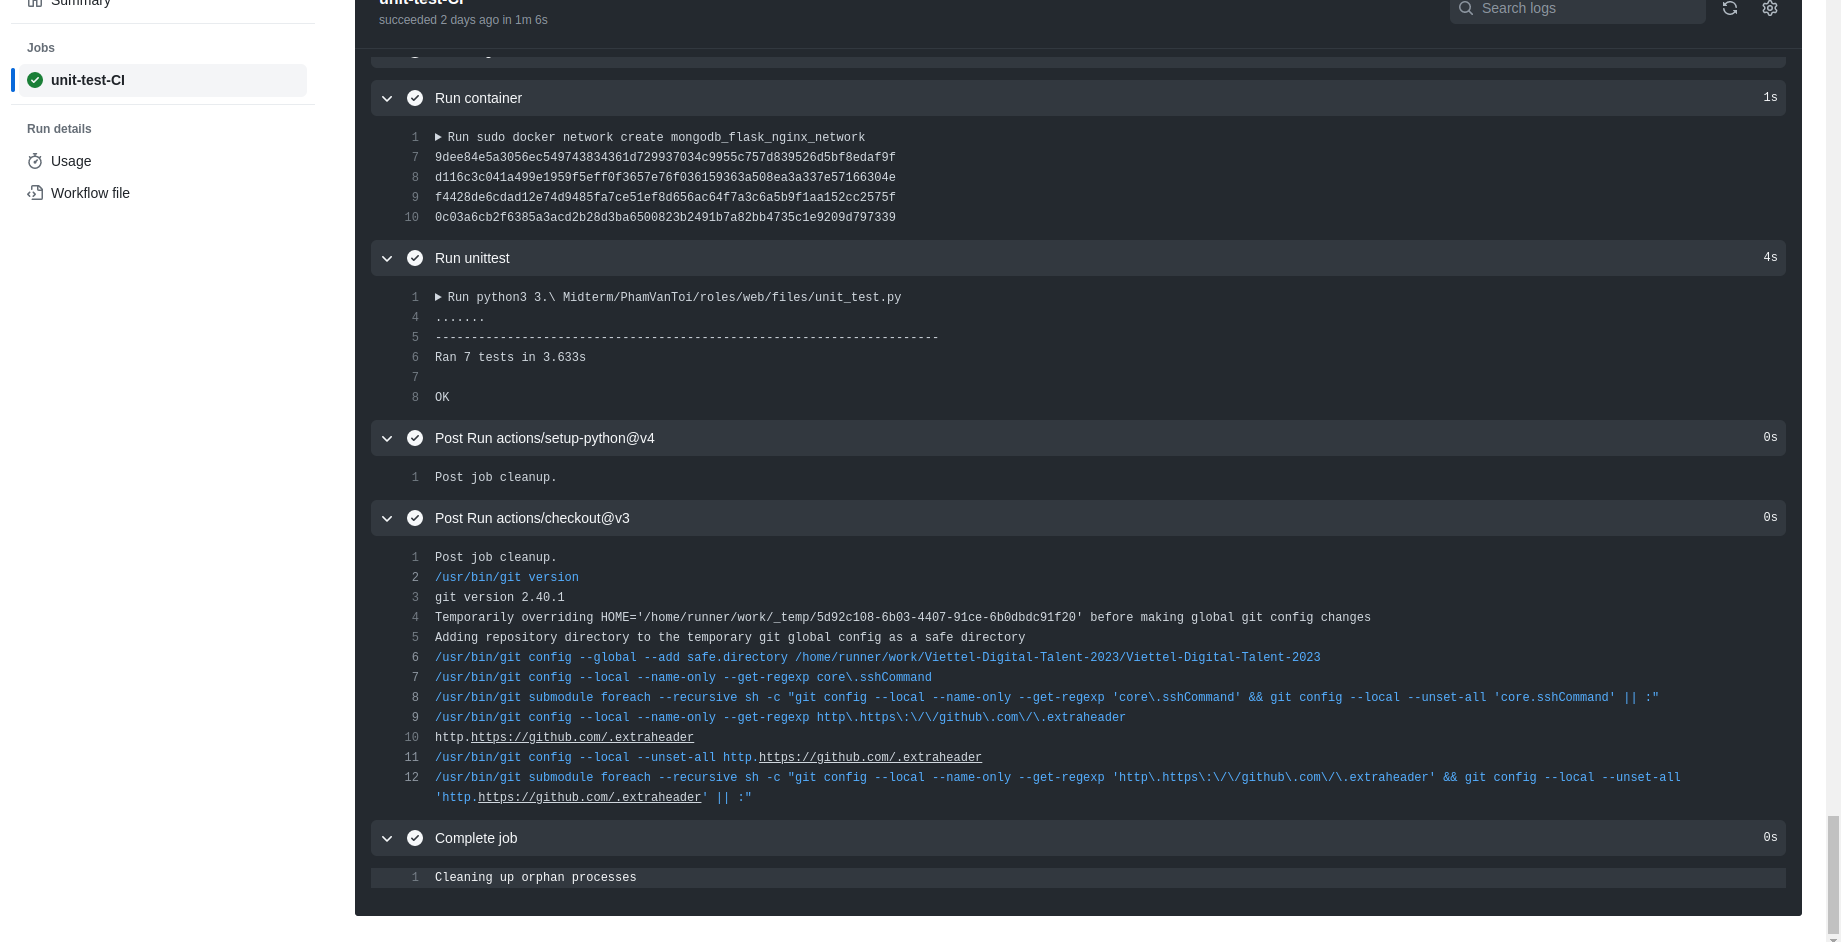 Summary
Jobs
unit-test-CI
Run details
Usage
Workflow file
unit-test-CI
succeeded 2 days ago in 1m 6s
Search logs
Run container 1s
1 Run sudo docker network create mongodb_flask_nginx_network
7 9dee84e5a3056ec549743834361d729937034c9955c757d839526d5bf8edaf9f
8 d116c3c041a499e1959f5eff0f3657e76f036159363a508ea3a337e57166304e
9 f4428de6cdad12e74d9485fa7ce51ef8d656ac64f7a3c6a5b9f1aa152cc2575f
10 0c03a6cb2f6385a3acd2b28d3ba6500823b2491b7a82bb4735c1e9209d797339
Run unittest 4s
1 Run python3 3.\ Midterm/PhamVanToi/roles/web/files/unit_test.py
4 .......
5 ----------------------------------------------------------------------
6 Ran 7 tests in 3.633s
7
8 OK
Post Run actions/setup-python@v4 0s
1 Post job cleanup.
Post Run actions/checkout@v3 0s
1 Post job cleanup.
2 /usr/bin/git version
3 git version 2.40.1
4 Temporarily overriding HOME='/home/runner/work/_temp/5d92c108-6b03-4407-91ce-6b0dbdc91f20' before making global git config changes
5 Adding repository directory to the temporary git global config as a safe directory
6 /usr/bin/git config --global --add safe.directory /home/runner/work/Viettel-Digital-Talent-2023/Viettel-Digital-Talent-2023
7 /usr/bin/git config --local --name-only --get-regexp core\.sshCommand
8 /usr/bin/git submodule foreach --recursive sh -c "git config --local --name-only --get-regexp 'core\.sshCommand' && git config --local --unset-all 'core.sshCommand' || :"
9 /usr/bin/git config --local --name-only --get-regexp http\.https\:\/\/github\.com\/\.extraheader
10 http.https://github.com/.extraheader
11 /usr/bin/git config --local --unset-all http.https://github.com/.extraheader
12 /usr/bin/git submodule foreach --recursive sh -c "git config --local --name-only --get-regexp 'http\.https\:\/\/github\.com\/\.extraheader' && git config --local --unset-all
'http.https://github.com/.extraheader' || :"
Complete job 0s
1 Cleaning up orphan processes